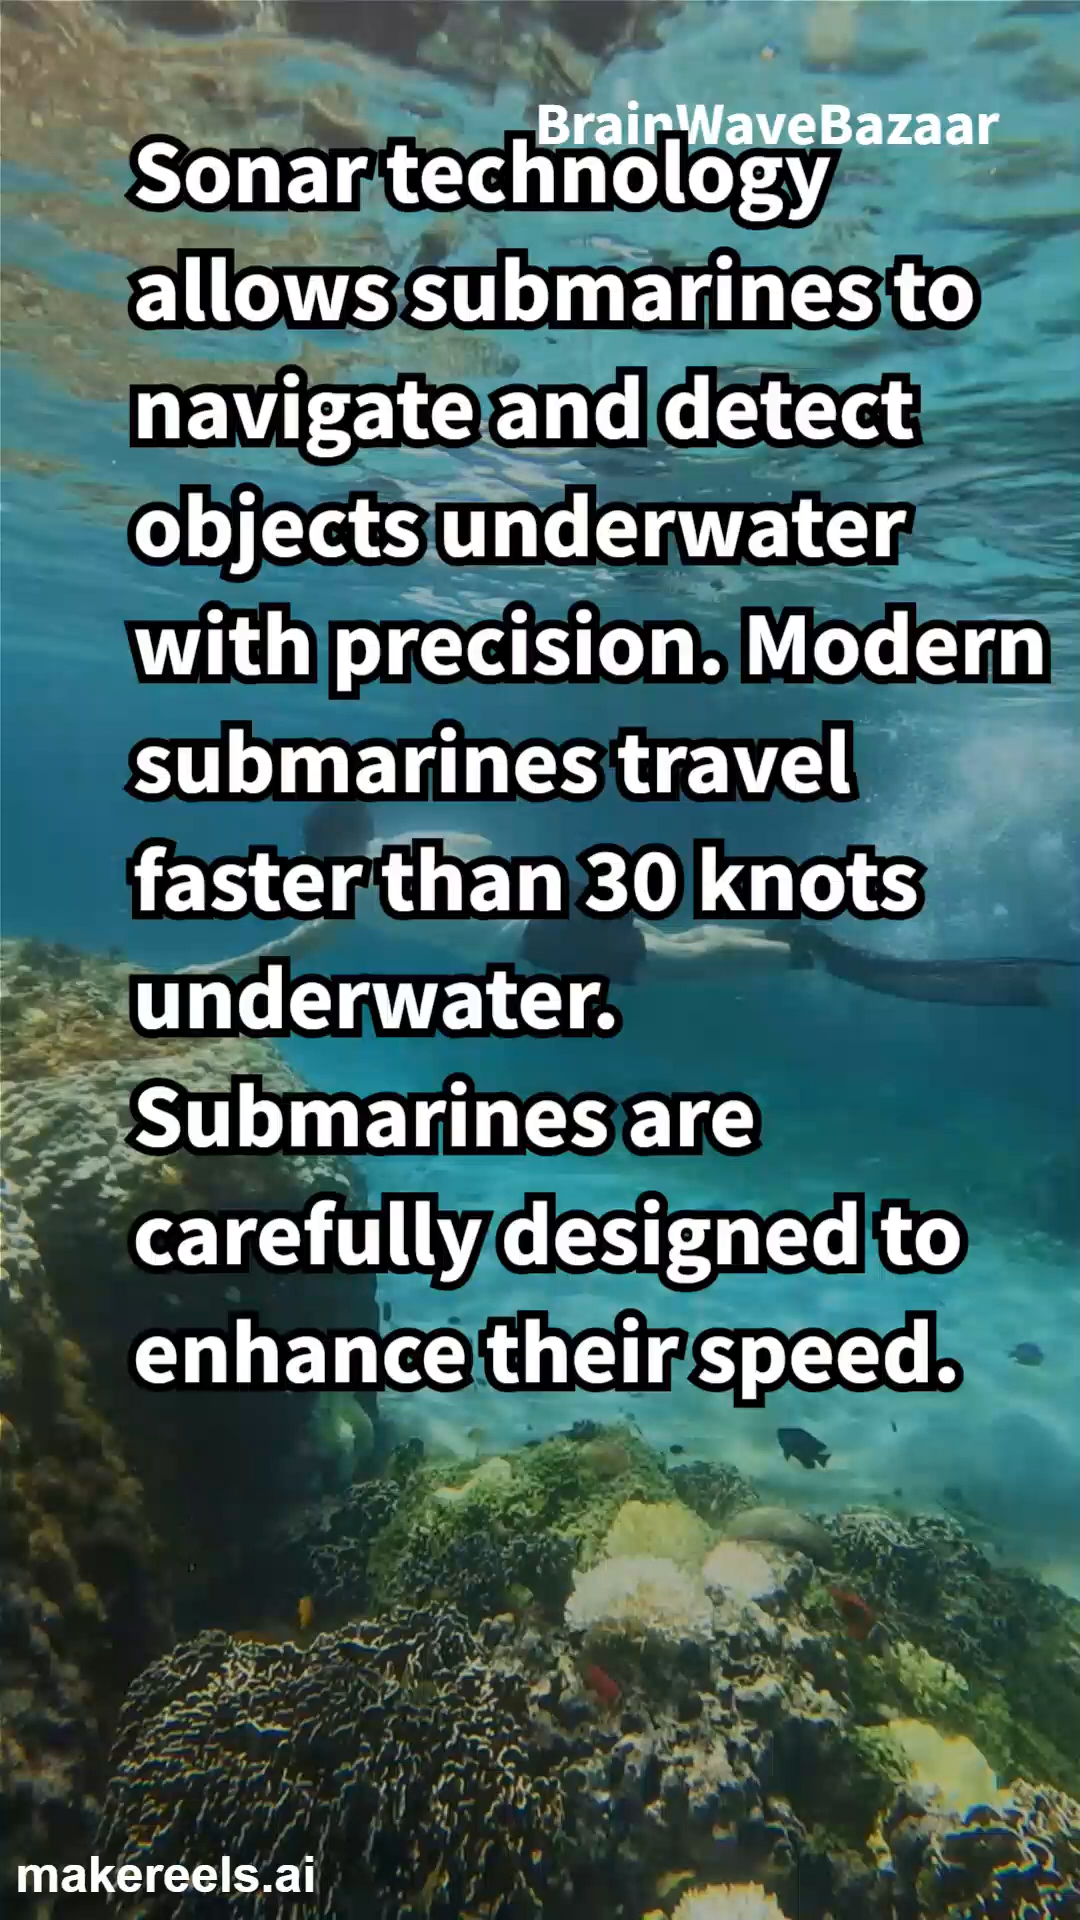 BrainWaveBazaar
Sonar technology
allows submarines to
navigate and detect
objects underwater
with precision. Modern
submarines travel
faster than 30 knots
underwater.
Submarines are
carefully designed to
enhance their speed.
makereels.ai